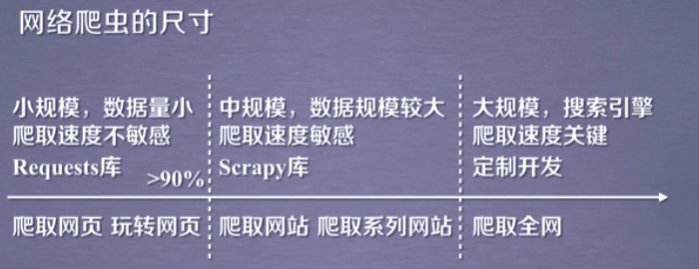 网络爬虫的尺寸
小规模，数据量小
爬取速度不敏感
Requests库
>90%
中规模，数据规模较大
爬取速度敏感
Scrapy库
大规模，搜索引擎
爬取速度关键
定制开发
爬取网页 玩转网页
爬取网站 爬取系列网站
爬取全网